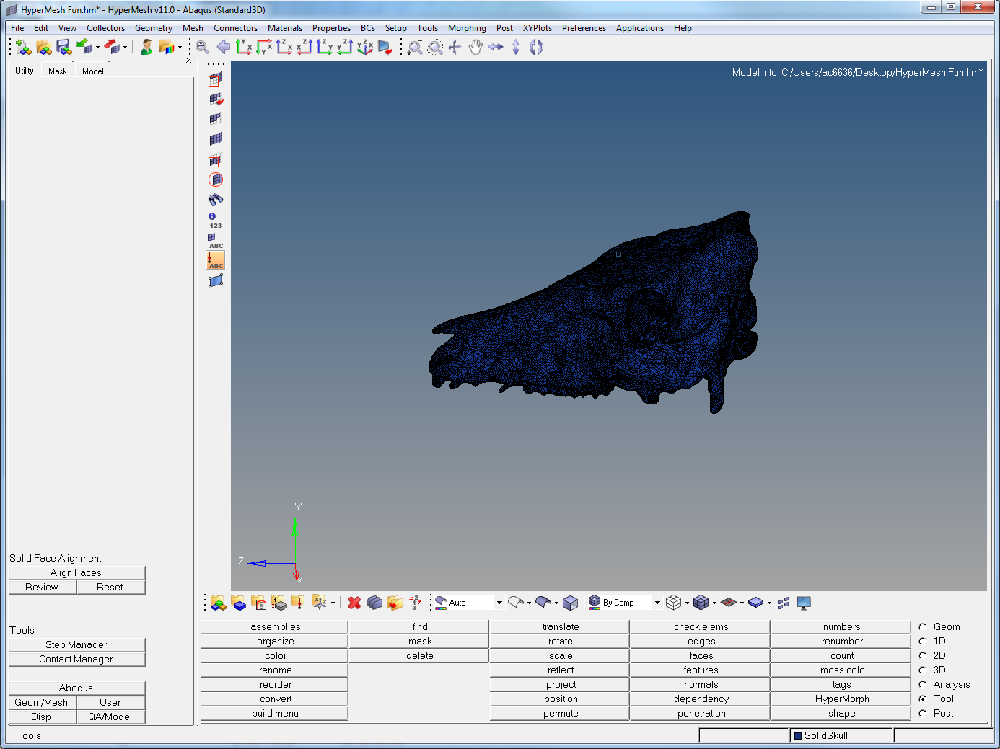 HyperMesh Fun.hm* - HyperMesh v11.0 - Abaqus (Standard3D)
File Edit View Collectors Geometry Mesh Connectors Materials Properties BCs Setup Tools Morphing Post XYPlots Preferences Applications Help
Utility Mask Model
Model Info: C:/Users/ac6636/Desktop/HyperMesh Fun.hm*
123
ABC
ABC
Y
Z
X
Solid Face Alignment
Align Faces
Review Reset
Tools
Step Manager
Contact Manager
Abaqus
Geom/Mesh User
Disp QA/Model
Auto By Comp
assemblies find translate check elems numbers Geom
organize mask rotate edges renumber 1D
color delete scale faces count 2D
rename reflect features mass calc 3D
reorder project normals tags Analysis
convert position dependency HyperMorph Tool
build menu permute penetration shape Post
Tools SolidSkull